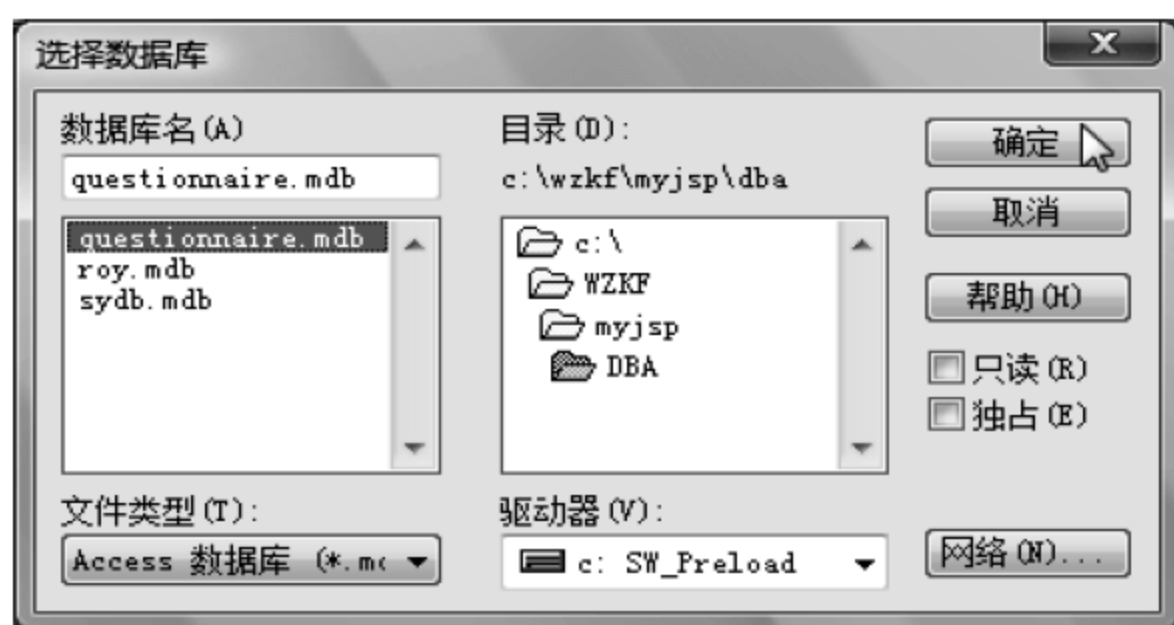 选择数据库
数据库名(A)
questionnaire.mdb
questionnaire.mdb
roy.mdb
sydb.mdb
文件类型(T):
Access 数据库 (*.m
目录(D):
c:\wzkf\myjsp\dba
c:\
WZKF
myjsp
DBA
驱动器(V):
c: SW_Preload
确定
取消
帮助(H)
只读(R)
独占(E)
网络(N)...